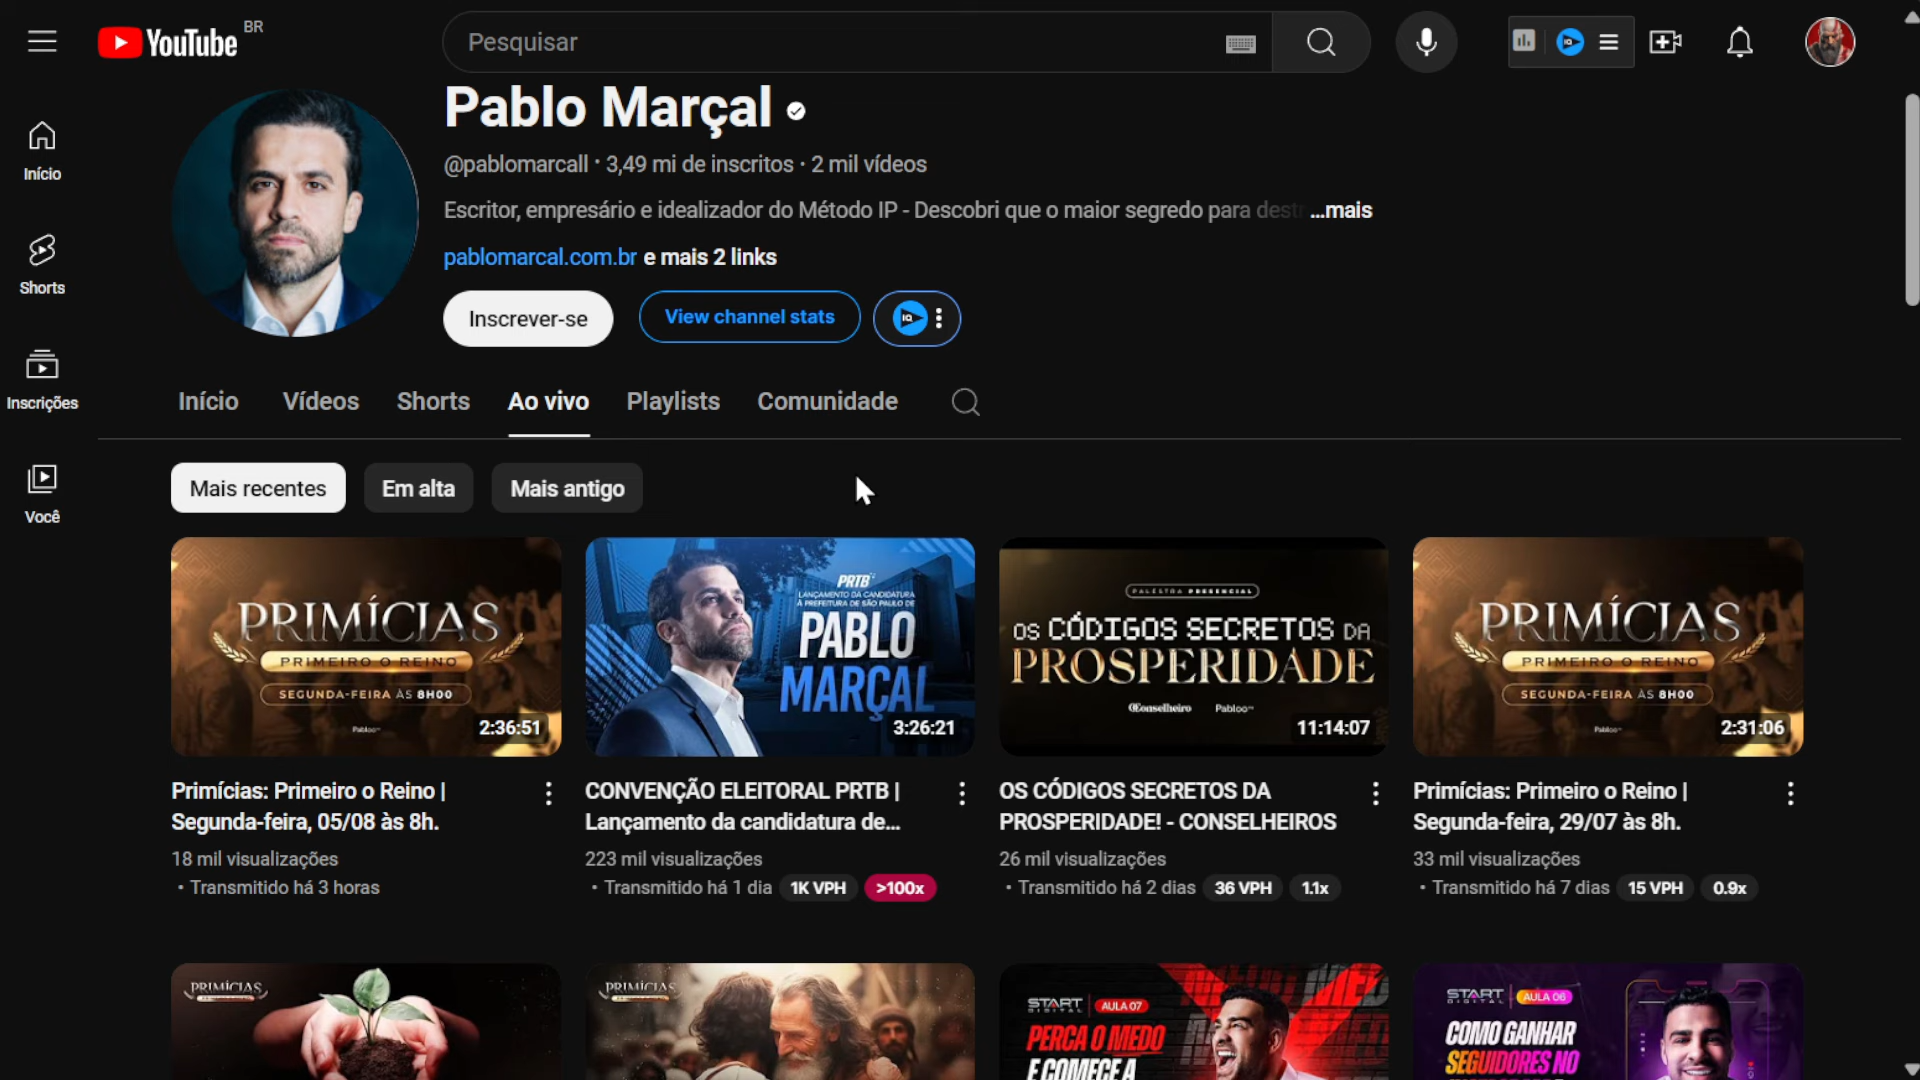 YouTube BR
Pesquisar
Pablo Marçal
@pablomarcall · 3,49 mi de inscritos · 2 mil vídeos
Escritor, empresário e idealizador do Método IP - Descobri que o maior segredo para destr ...mais
pablomarcal.com.br e mais 2 links
Inscrever-se
View channel stats
IQ
Início
Shorts
Inscrições
Você
Início Vídeos Shorts Ao vivo Playlists Comunidade
Mais recentes Em alta Mais antigo
PRIMÍCIAS
PRIMEIRO O REINO
SEGUNDA-FEIRA ÀS 8H00
Pabloo
2:36:51
Primícias: Primeiro o Reino |
Segunda-feira, 05/08 às 8h.
18 mil visualizações
• Transmitido há 3 horas
PRTB
LANÇAMENTO DA CANDIDATURA
À PREFEITURA DE SÃO PAULO DE
PABLO
MARÇAL
3:26:21
CONVENÇÃO ELEITORAL PRTB |
Lançamento da candidatura de...
223 mil visualizações
• Transmitido há 1 dia 1K VPH >100x
PALESTRA PRESENCIAL
OS CÓDIGOS SECRETOS DA
PROSPERIDADE
Conselheiro Pabloo
11:14:07
OS CÓDIGOS SECRETOS DA
PROSPERIDADE! - CONSELHEIROS
26 mil visualizações
• Transmitido há 2 dias 36 VPH 1.1x
PRIMÍCIAS
PRIMEIRO O REINO
SEGUNDA-FEIRA ÀS 8H00
Pabloo
2:31:06
Primícias: Primeiro o Reino |
Segunda-feira, 29/07 às 8h.
33 mil visualizações
• Transmitido há 7 dias 15 VPH 0.9x
PRIMÍCIAS
PRIMÍCIAS
START DIGITAL AULA 07
PERCA O MEDO
E COMECE A
START DIGITAL AULA 06
COMO GANHAR
SEGUIDORES NO